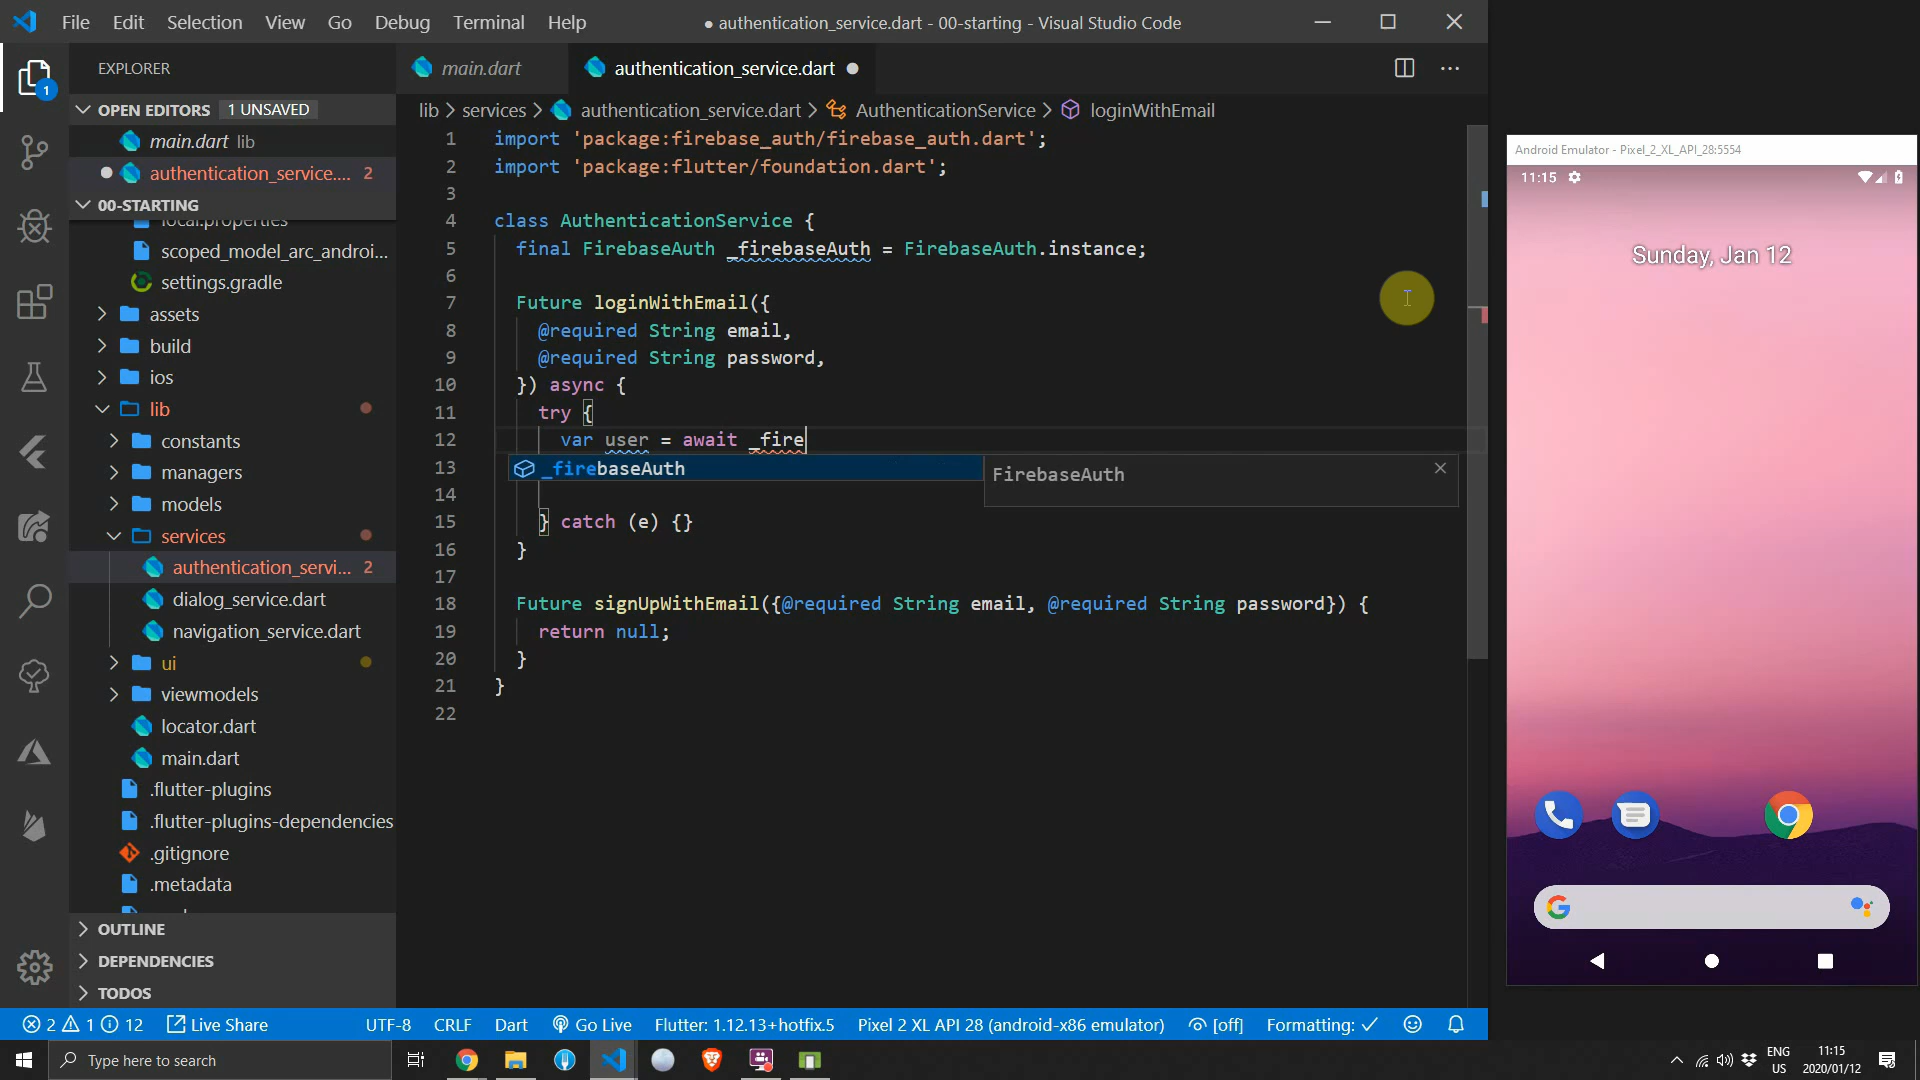 File Edit Selection View Go Debug Terminal Help
● authentication_service.dart - 00-starting - Visual Studio Code
EXPLORER
OPEN EDITORS 1 UNSAVED
main.dart lib
authentication_service.... 2
00-STARTING
local.properties
scoped_model_arc_androi...
settings.gradle
assets
build
ios
lib
constants
managers
models
services
authentication_servi... 2
dialog_service.dart
navigation_service.dart
ui
viewmodels
locator.dart
main.dart
.flutter-plugins
.flutter-plugins-dependencies
.gitignore
.metadata
OUTLINE
DEPENDENCIES
TODOS
1
main.dart
authentication_service.dart ●
lib > services > authentication_service.dart > AuthenticationService > loginWithEmail
1 import 'package:firebase_auth/firebase_auth.dart';
2 import 'package:flutter/foundation.dart';
3
4 class AuthenticationService {
5 final FirebaseAuth _firebaseAuth = FirebaseAuth.instance;
6
7 Future loginWithEmail({
8 @required String email,
9 @required String password,
10 }) async {
11 try {
12 var user = await _fire
13
_firebaseAuth
FirebaseAuth
14
15 } catch (e) {}
16 }
17
18 Future signUpWithEmail({@required String email, @required String password}) {
19 return null;
20 }
21 }
22
Android Emulator - Pixel_2_XL_API_28:5554
11:15
Sunday, Jan 12
2 1 12 Live Share UTF-8 CRLF Dart Go Live Flutter: 1.12.13+hotfix.5 Pixel 2 XL API 28 (android-x86 emulator) [off] Formatting: ✓
Type here to search
ENG
US
11:15
2020/01/12